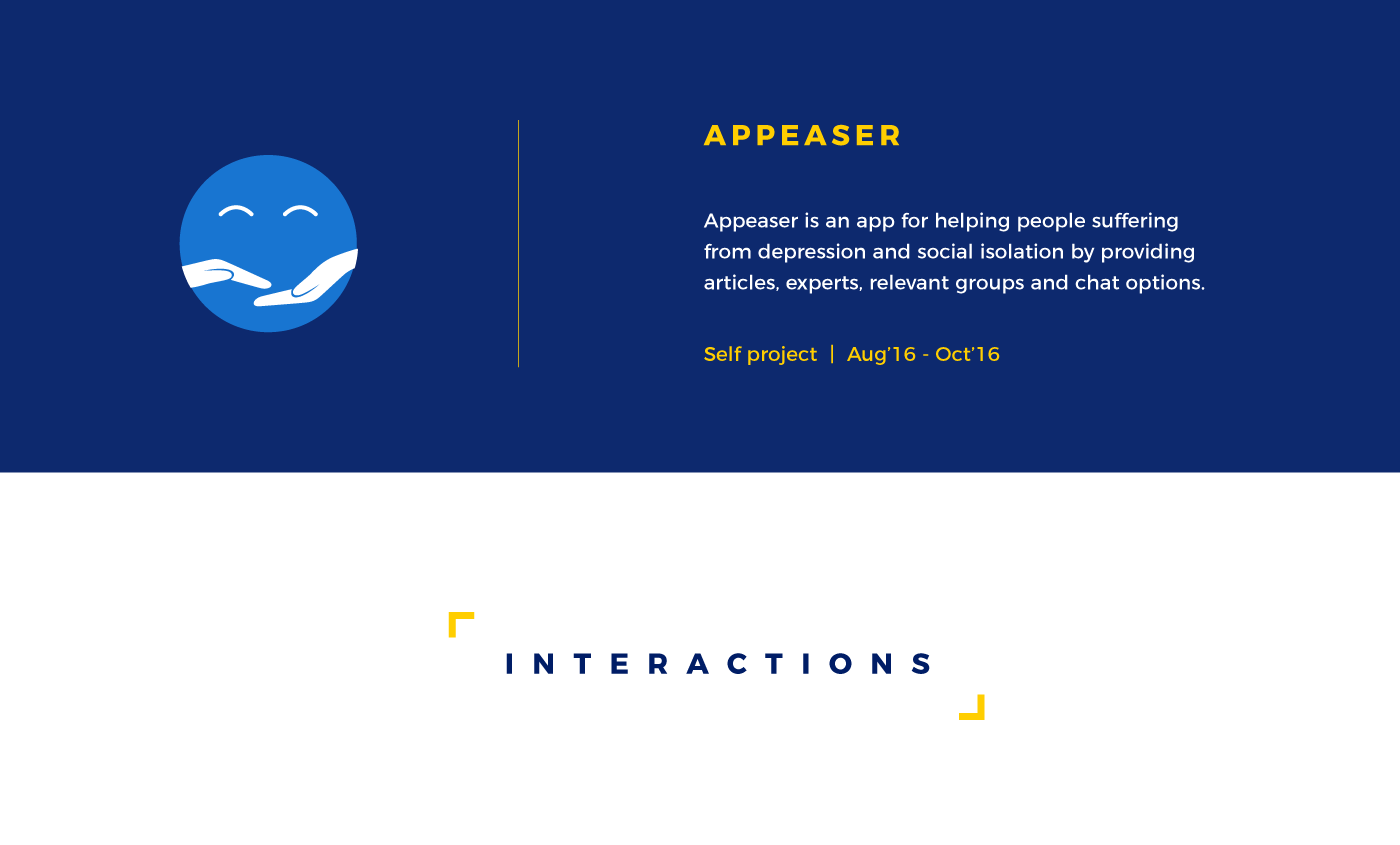 APPEASER
Appeaser is an app for helping people suffering
from depression and social isolation by providing
articles, experts, relevant groups and chat options.
Self project | Aug’16 - Oct’16
INTERACTIONS